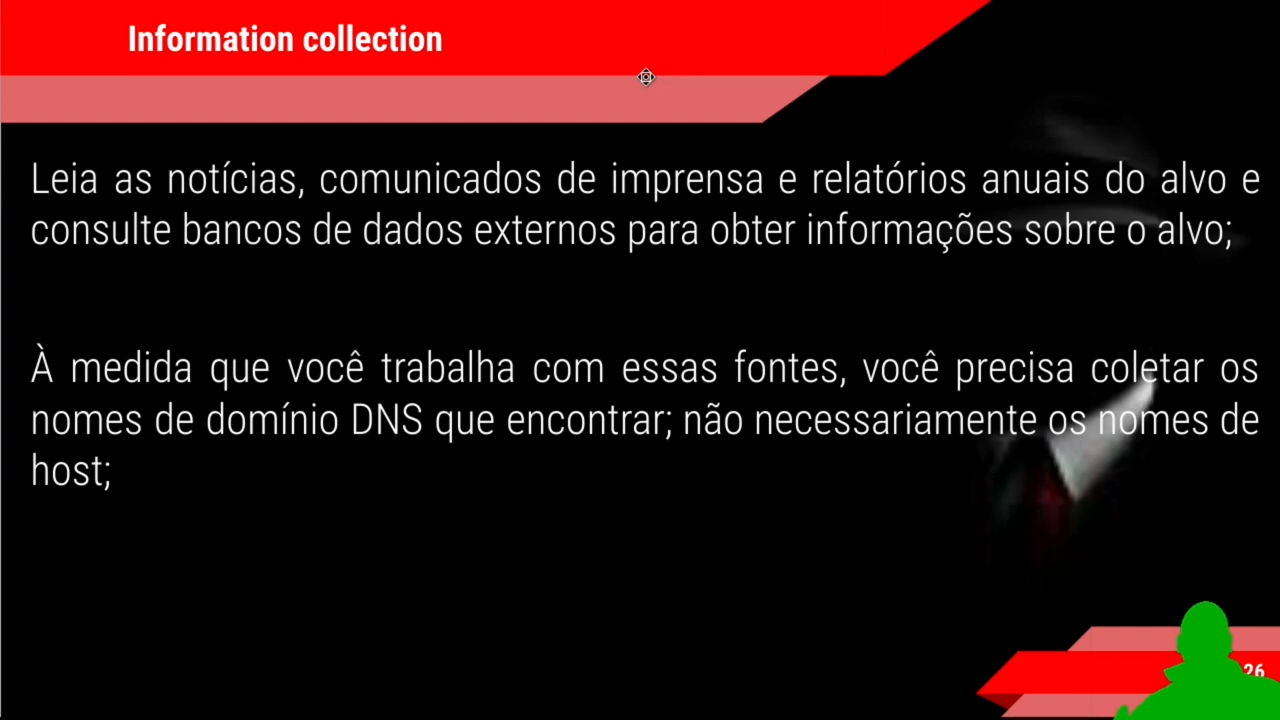 Information collection
Leia as notícias, comunicados de imprensa e relatórios anuais do alvo e
consulte bancos de dados externos para obter informações sobre o alvo;
À medida que você trabalha com essas fontes, você precisa coletar os
nomes de domínio DNS que encontrar; não necessariamente os nomes de
host;
26